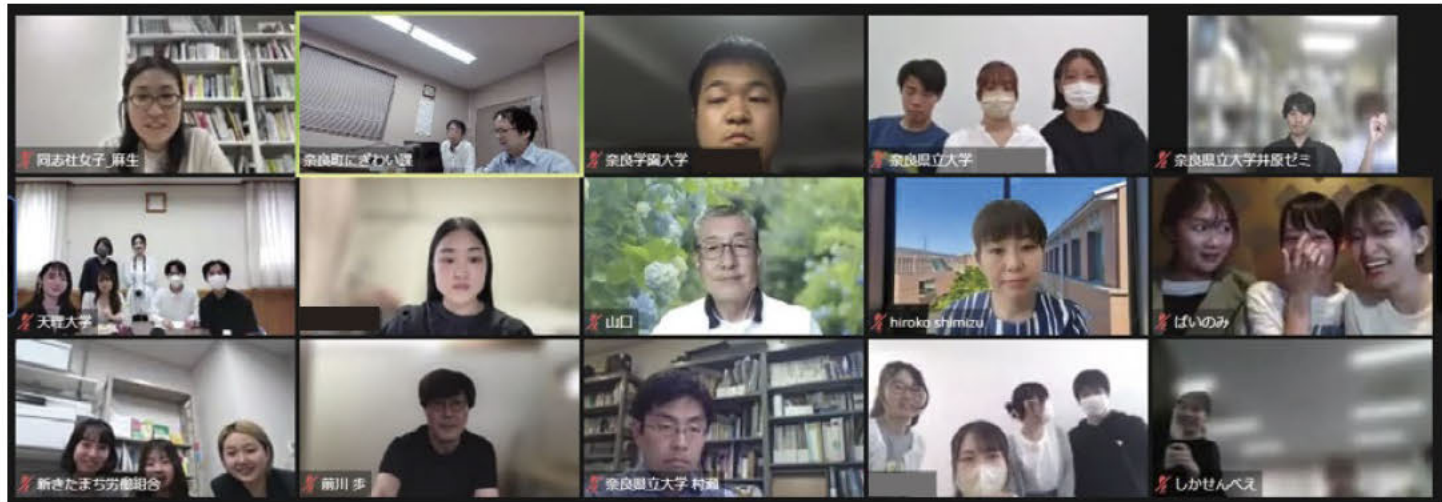 同志社女子_麻生
奈良町にぎわい課
奈良学園大学
奈良県立大学
奈良県立大学井原ゼミ
天理大学
山口
hiroko shimizu
ぱいのみ
新きたまち労働組合
前川 歩
奈良県立大学 村瀬
しかせんべえ